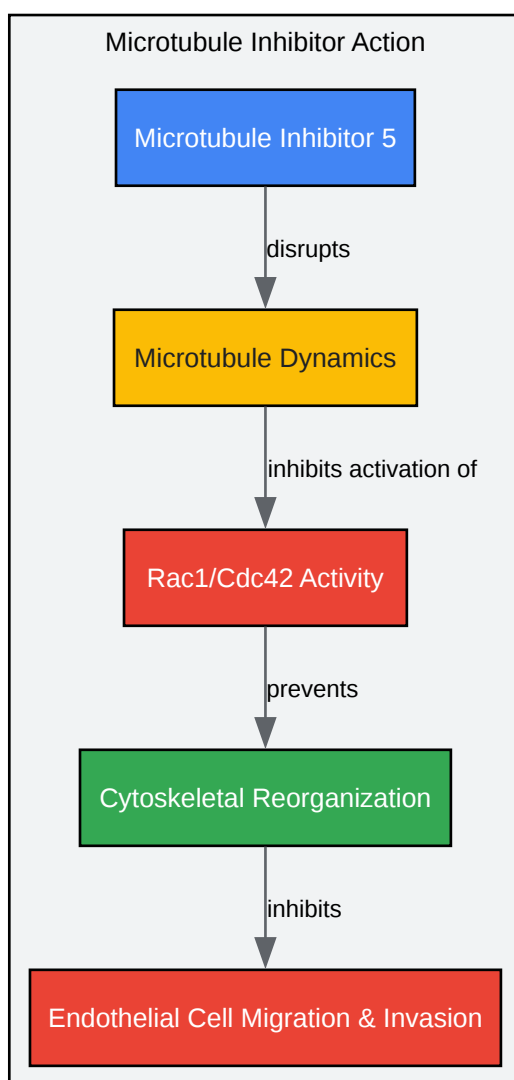 Microtubule Inhibitor Action
Microtubule Inhibitor 5
disrupts
Microtubule Dynamics
inhibits activation of
Rac1/Cdc42 Activity
prevents
Cytoskeletal Reorganization
inhibits
Endothelial Cell Migration & Invasion